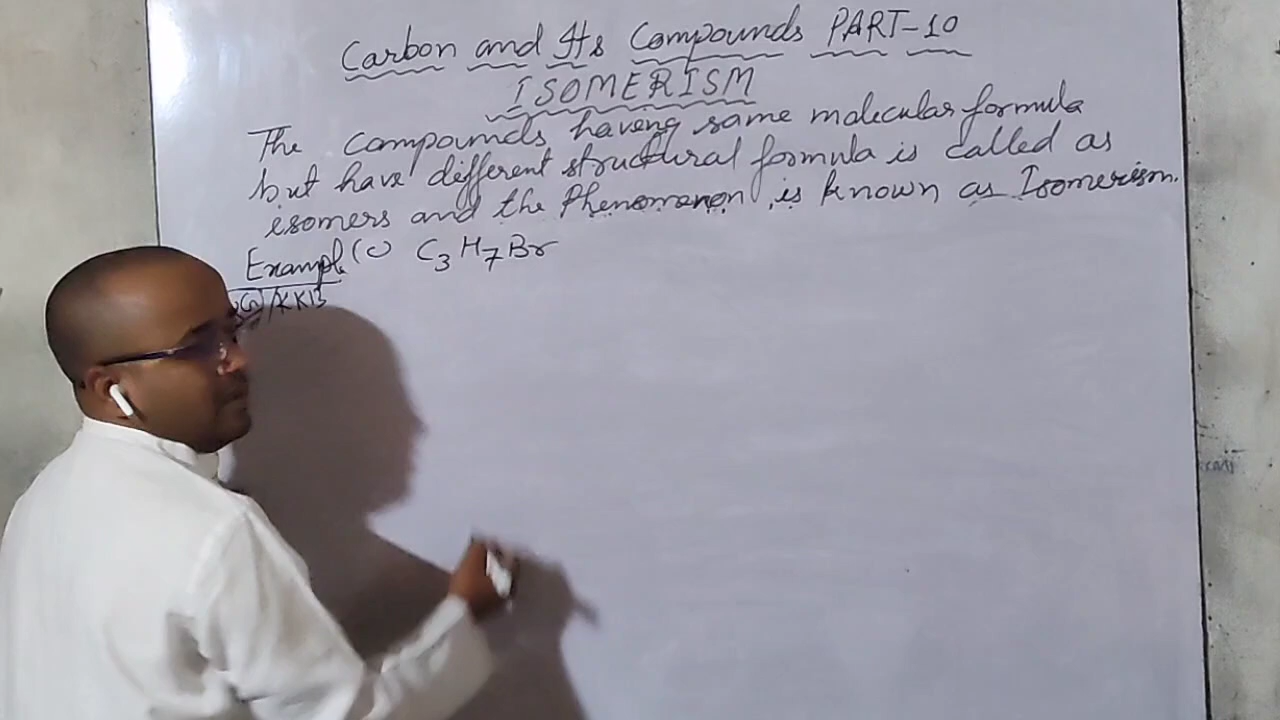 Carbon and Its Compounds PART-10
ISOMERISM
The compounds having same molecular formula
but have different structural formula is called as
isomers and the Phenomenon is known as Isomerism.
Example (i) C3H7Br